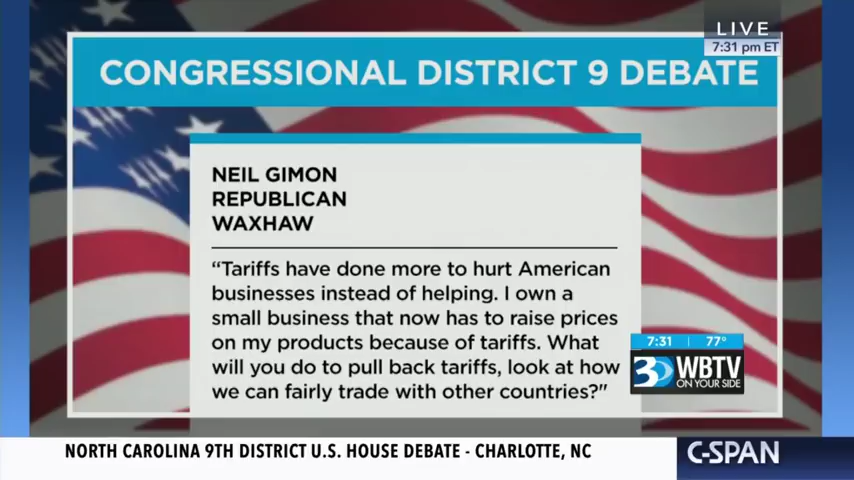 LIVE
7:31 pm ET
CONGRESSIONAL DISTRICT 9 DEBATE
NEIL GIMON
REPUBLICAN
WAXHAW
“Tariffs have done more to hurt American
businesses instead of helping. I own a
small business that now has to raise prices
on my products because of tariffs. What
will you do to pull back tariffs, look at how
we can fairly trade with other countries?"
7:31 | 77°
3 WBTV
ON YOUR SIDE
NORTH CAROLINA 9TH DISTRICT U.S. HOUSE DEBATE - CHARLOTTE, NC
C-SPAN